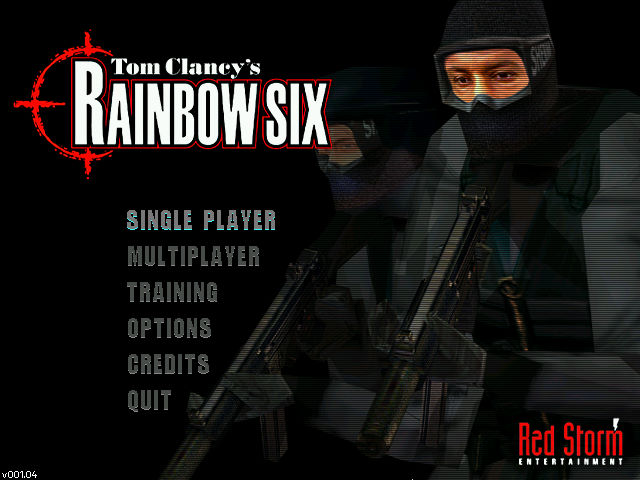 Tom Clancy's
RAINBOW SIX
SINGLE PLAYER
MULTIPLAYER
TRAINING
OPTIONS
CREDITS
QUIT
Red Storm
ENTERTAINMENT
v001.04